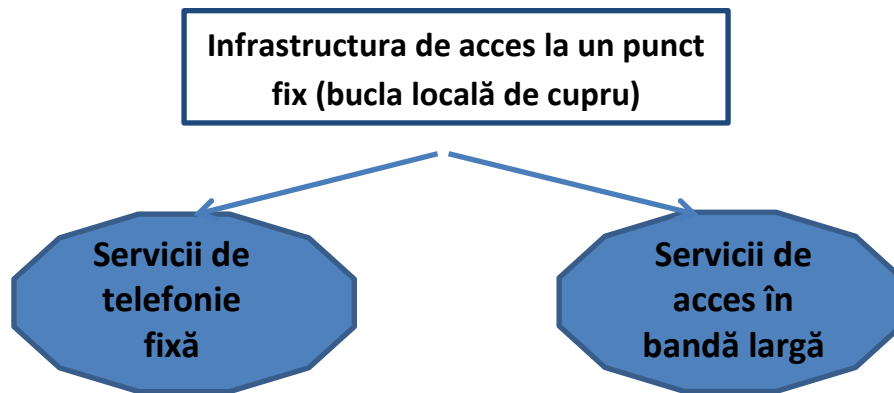 Infrastructura de acces la un punct
fix (bucla locală de cupru)
Servicii de
telefonie
fixă
Servicii de
acces în
bandă largă